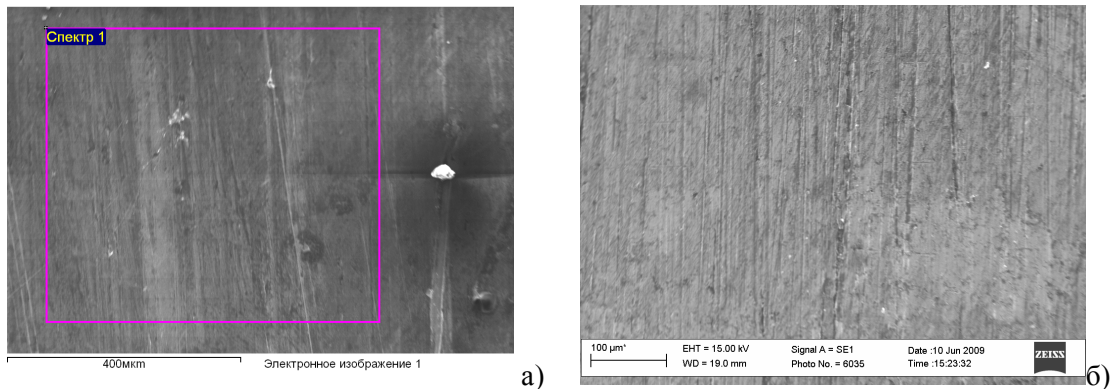 Спектр 1
400мкм Электронное изображение 1
а)
100 µm*
EHT = 15.00 kV Signal A = SE1 Date :10 Jun 2009
WD = 19.0 mm Photo No. = 6035 Time :15:23:32
ZEISS
б)